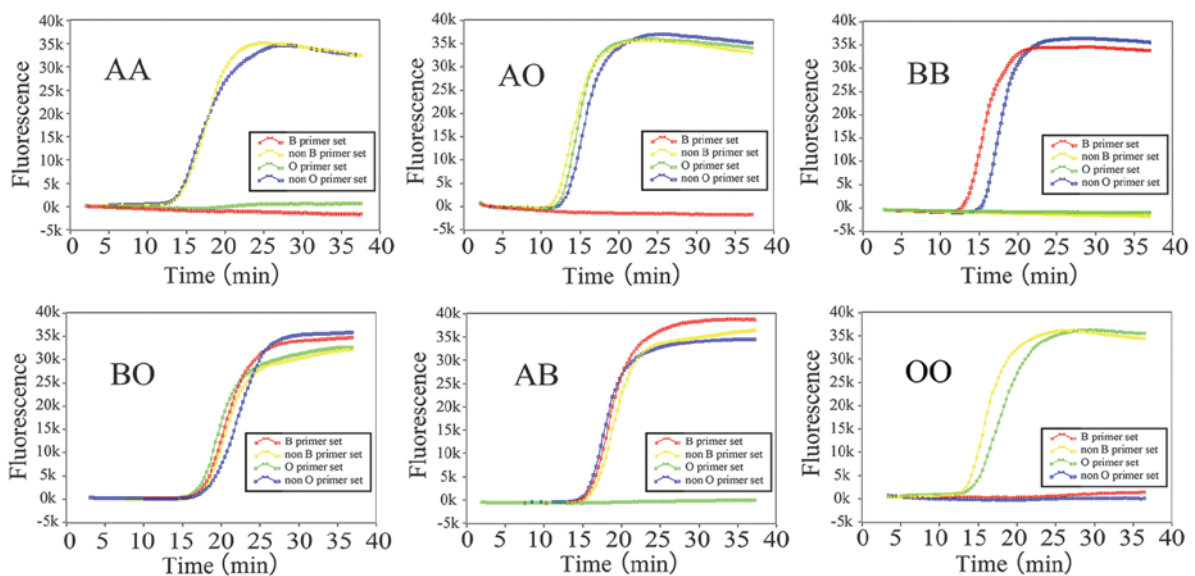 40k
35k
30k
25k
20k
15k
10k
5k
0k
-5k
Fluorescence
AA
B primer set
non B primer set
O primer set
non O primer set
0 5 10 15 20 25 30 35 40
Time (min)
40k
35k
30k
25k
20k
15k
10k
5k
0k
-5k
Fluorescence
AO
B primer set
non B primer set
O primer set
non O primer set
0 5 10 15 20 25 30 35 40
Time (min)
40k
35k
30k
25k
20k
15k
10k
5k
0k
-5k
Fluorescence
BB
B primer set
non B primer set
O primer set
non O primer set
0 5 10 15 20 25 30 35 40
Time (min)
40k
35k
30k
25k
20k
15k
10k
5k
0k
-5k
Fluorescence
BO
B primer set
non B primer set
O primer set
non O primer set
0 5 10 15 20 25 30 35 40
Time (min)
40k
35k
30k
25k
20k
15k
10k
5k
0k
-5k
Fluorescence
AB
B primer set
non B primer set
O primer set
non O primer set
0 5 10 15 20 25 30 35 40
Time (min)
40k
35k
30k
25k
20k
15k
10k
5k
0k
-5k
Fluorescence
OO
B primer set
non B primer set
O primer set
non O primer set
0 5 10 15 20 25 30 35 40
Time (min)